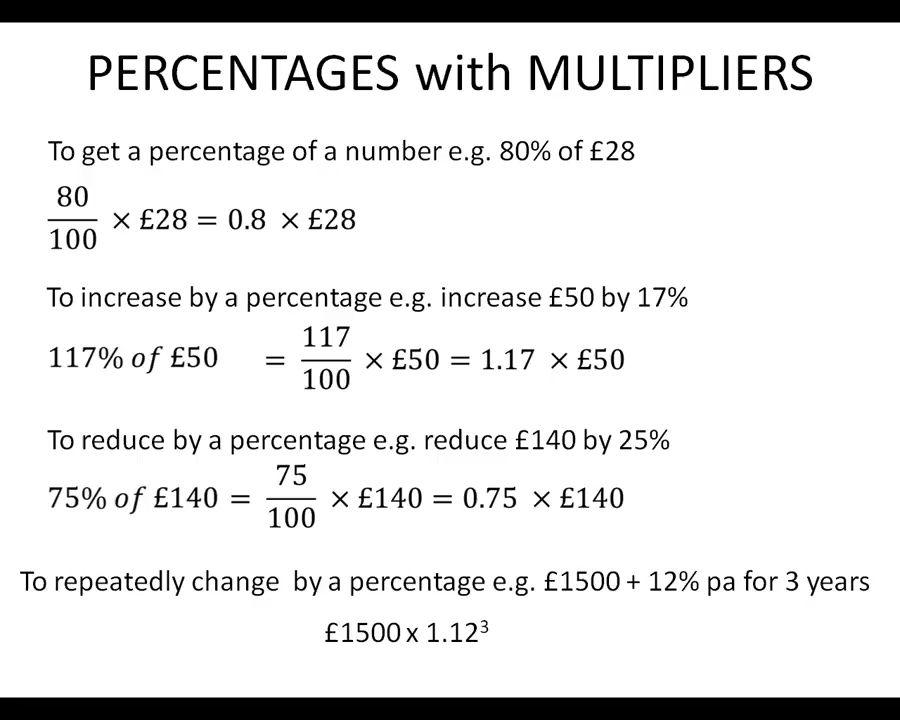 PERCENTAGES with MULTIPLIERS
To get a percentage of a number e.g. 80% of £28
80/100 × £28 = 0.8 × £28
To increase by a percentage e.g. increase £50 by 17%
117% of £50 = 117/100 × £50 = 1.17 × £50
To reduce by a percentage e.g. reduce £140 by 25%
75% of £140 = 75/100 × £140 = 0.75 × £140
To repeatedly change by a percentage e.g. £1500 + 12% pa for 3 years
£1500 x 1.12³